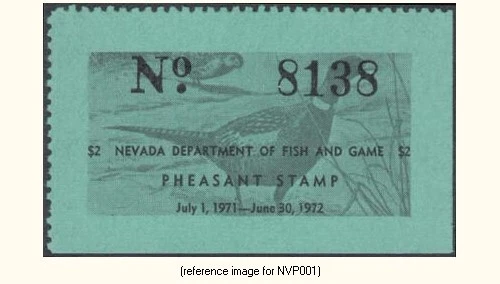 No. 8138
$2 NEVADA DEPARTMENT OF FISH AND GAME $2
PHEASANT STAMP
July 1, 1971—June 30, 1972
(reference image for NVP001)